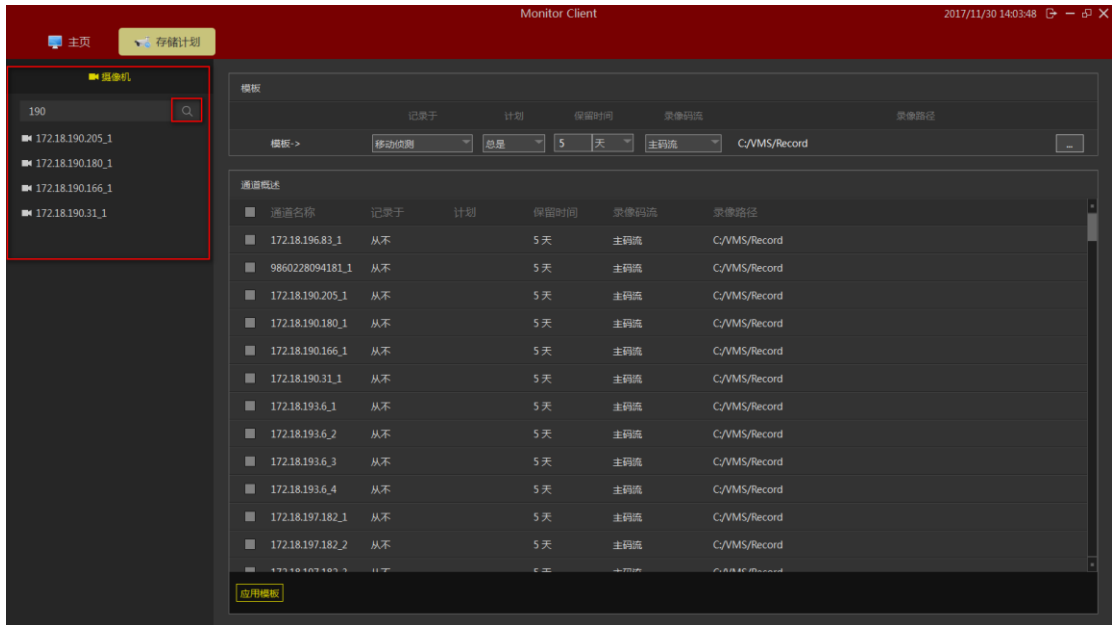 Monitor Client
2017/11/30 14:03:48
主页
存储计划
摄像机
190
172.18.190.205_1
172.18.190.180_1
172.18.190.166_1
172.18.190.31_1
模板
记录于 计划 保留时间 录像码流 录像路径
模板-> 移动侦测 总是 5 天 主码流 C:/VMS/Record ...
通道概述
通道名称 记录于 计划 保留时间 录像码流 录像路径
172.18.196.83_1 从不 5 天 主码流 C:/VMS/Record
9860228094181_1 从不 5 天 主码流 C:/VMS/Record
172.18.190.205_1 从不 5 天 主码流 C:/VMS/Record
172.18.190.180_1 从不 5 天 主码流 C:/VMS/Record
172.18.190.166_1 从不 5 天 主码流 C:/VMS/Record
172.18.190.31_1 从不 5 天 主码流 C:/VMS/Record
172.18.193.6_1 从不 5 天 主码流 C:/VMS/Record
172.18.193.6_2 从不 5 天 主码流 C:/VMS/Record
172.18.193.6_3 从不 5 天 主码流 C:/VMS/Record
172.18.193.6_4 从不 5 天 主码流 C:/VMS/Record
172.18.197.182_1 从不 5 天 主码流 C:/VMS/Record
172.18.197.182_2 从不 5 天 主码流 C:/VMS/Record
应用模板